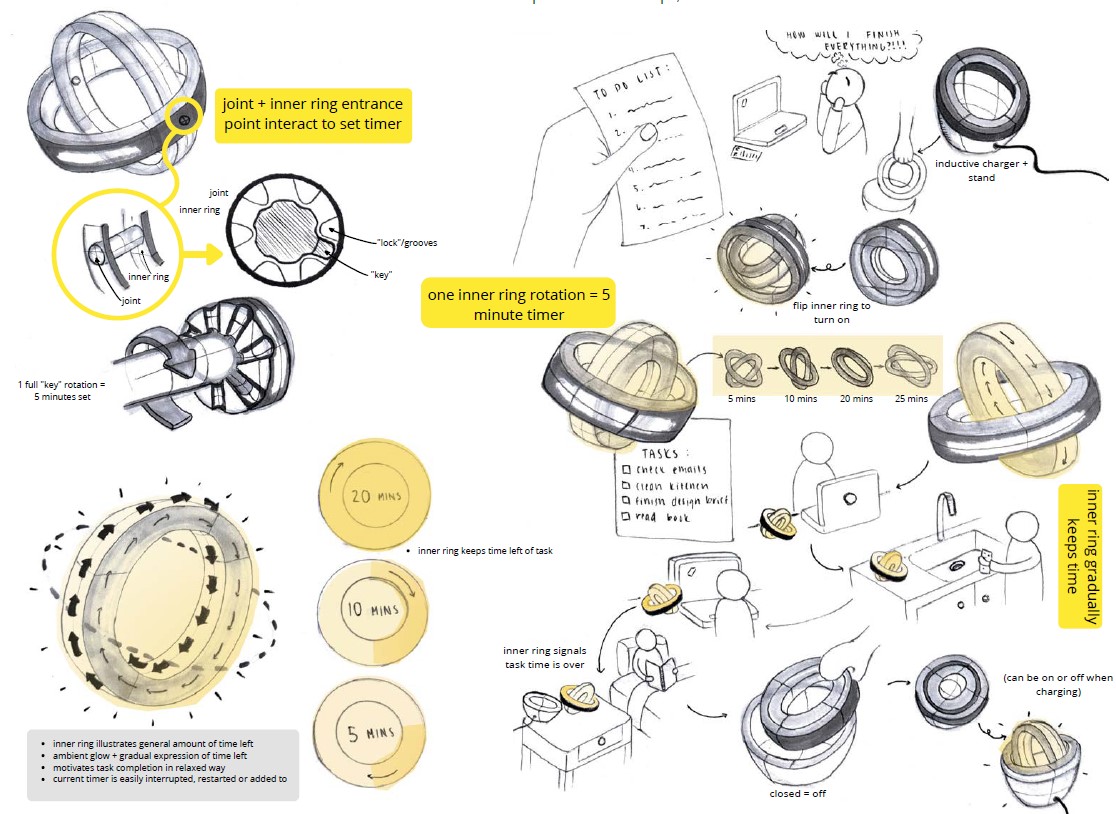 joint + inner ring entrance
point interact to set timer
joint
inner ring
"lock"/grooves
"key"
inner ring
joint
1 full "key" rotation =
5 minutes set
one inner ring rotation = 5
minute timer
HOW WILL I FINISH
EVERYTHING?!!!
TO DO LIST:
1.
2.
4.
5.
6.
7.
inductive charger +
stand
flip inner ring to
turn on
5 mins
10 mins
20 mins
25 mins
TASKS:
check emails
clean kitchen
finish design brief
read book
inner ring gradually
keeps time
20 MINS
• inner ring keeps time left of task
10 MINS
5 MINS
inner ring signals
task time is over
closed = off
(can be on or off when
charging)
• inner ring illustrates general amount of time left
• ambient glow + gradual expression of time left
• motivates task completion in relaxed way
• current timer is easily interrupted, restarted or added to